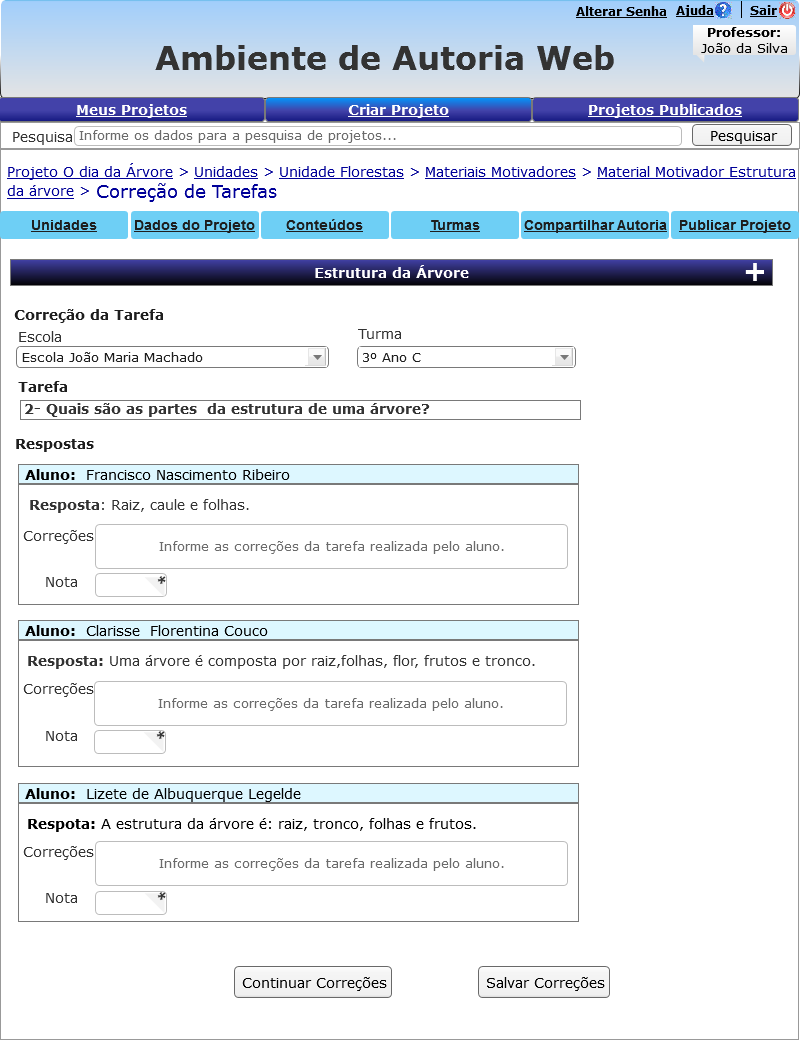 Alterar Senha Ajuda ? Sair
Professor:
João da Silva
Ambiente de Autoria Web
Meus Projetos Criar Projeto Projetos Publicados
Pesquisa Informe os dados para a pesquisa de projetos... Pesquisar
Projeto O dia da Árvore > Unidades > Unidade Florestas > Materiais Motivadores > Material Motivador Estrutura
da árvore > Correção de Tarefas
Unidades Dados do Projeto Conteúdos Turmas Compartilhar Autoria Publicar Projeto
Estrutura da Árvore +
Correção da Tarefa
Escola Turma
Escola João Maria Machado 3º Ano C
Tarefa
2- Quais são as partes  da estrutura de uma árvore?
Respostas
Aluno: Francisco Nascimento Ribeiro
Resposta: Raiz, caule e folhas.
Correções Informe as correções da tarefa realizada pelo aluno.
Nota *
Aluno: Clarisse  Florentina Couco
Resposta: Uma árvore é composta por raiz,folhas, flor, frutos e tronco.
Correções Informe as correções da tarefa realizada pelo aluno.
Nota *
Aluno: Lizete de Albuquerque Legelde
Respota: A estrutura da árvore é: raiz, tronco, folhas e frutos.
Correções Informe as correções da tarefa realizada pelo aluno.
Nota *
Continuar Correções Salvar Correções